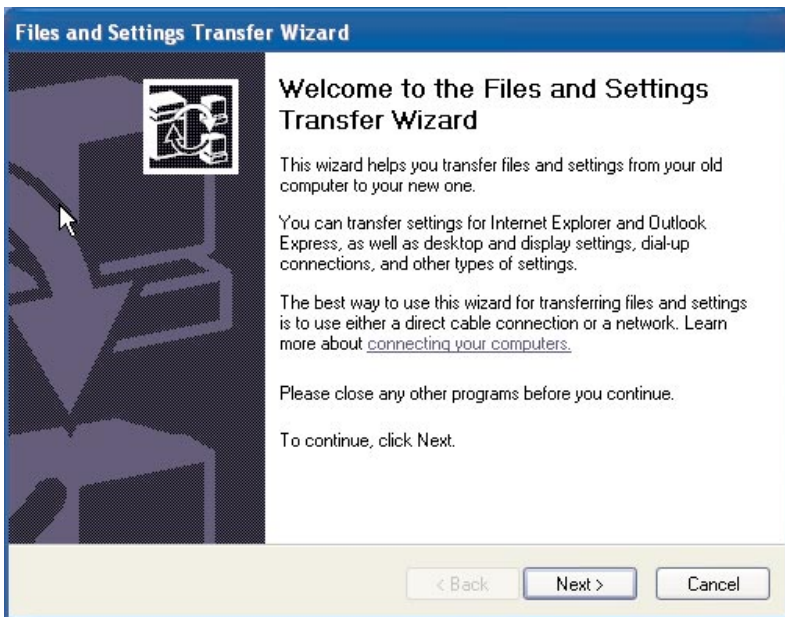 Files and Settings Transfer Wizard
Welcome to the Files and Settings
Transfer Wizard
This wizard helps you transfer files and settings from your old
computer to your new one.
You can transfer settings for Internet Explorer and Outlook
Express, as well as desktop and display settings, dial-up
connections, and other types of settings.
The best way to use this wizard for transferring files and settings
is to use either a direct cable connection or a network. Learn
more about connecting your computers.
Please close any other programs before you continue.
To continue, click Next.
< Back Next > Cancel